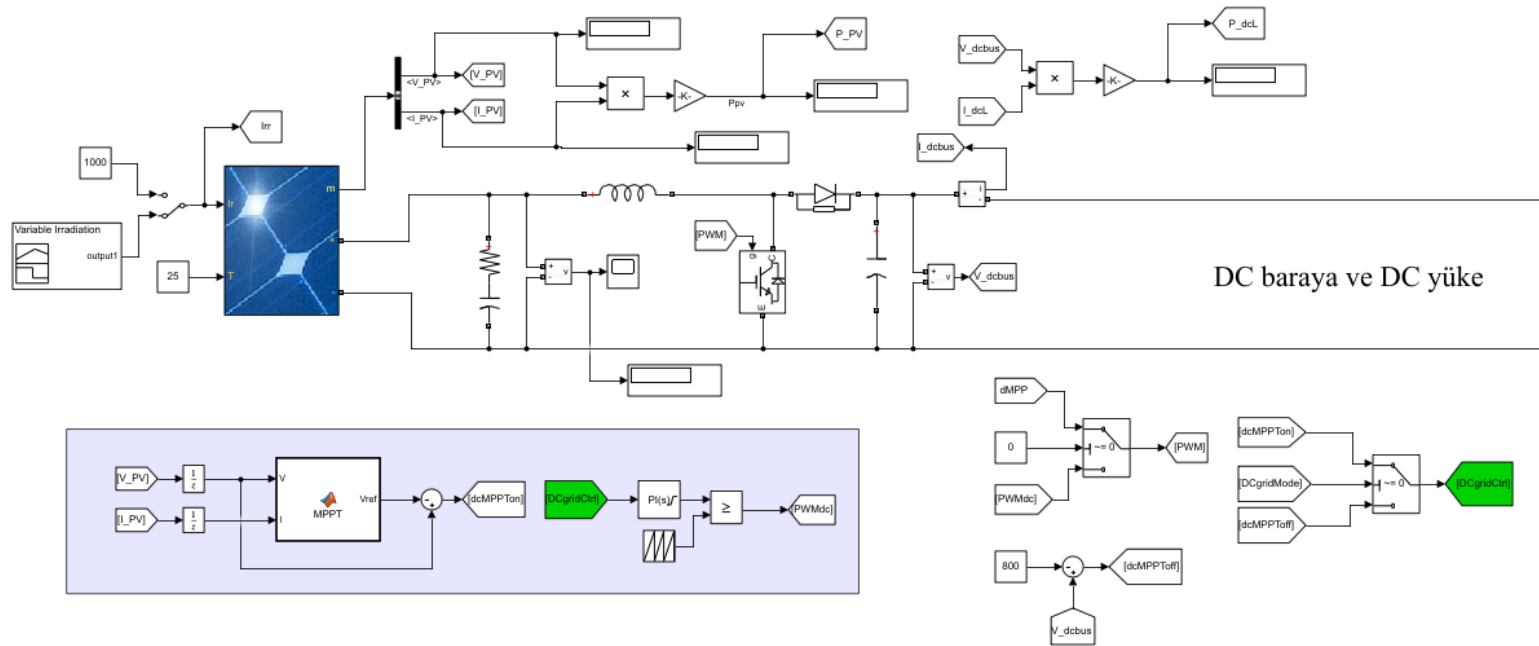 P_PV
P_dcL
V_dcbus
[V_PV]
<V_PV>
×
-K-
Ppv
×
-K-
[I_PV]
<I_PV>
I_dcL
Irr
I_dcbus
1000
m
+
i
-
Ir
Variable Irradiation
output1
[PWM]
g
C
E
+
-
v
+
-
v
V_dcbus
25
T
+
-
DC baraya ve DC yüke
dMPP
0
~= 0
[PWM]
[PWMdc]
[dcMPPTon]
[DCgridMode]
~= 0
[DCgridCtrl]
[dcMPPToff]
[V_PV]
1
z
V
MPPT
Vref
-
+
[dcMPPTon]
[DCgridCtrl]
PI(s)
≥
[PWMdc]
[I_PV]
1
z
I
800
-
+
[dcMPPToff]
V_dcbus